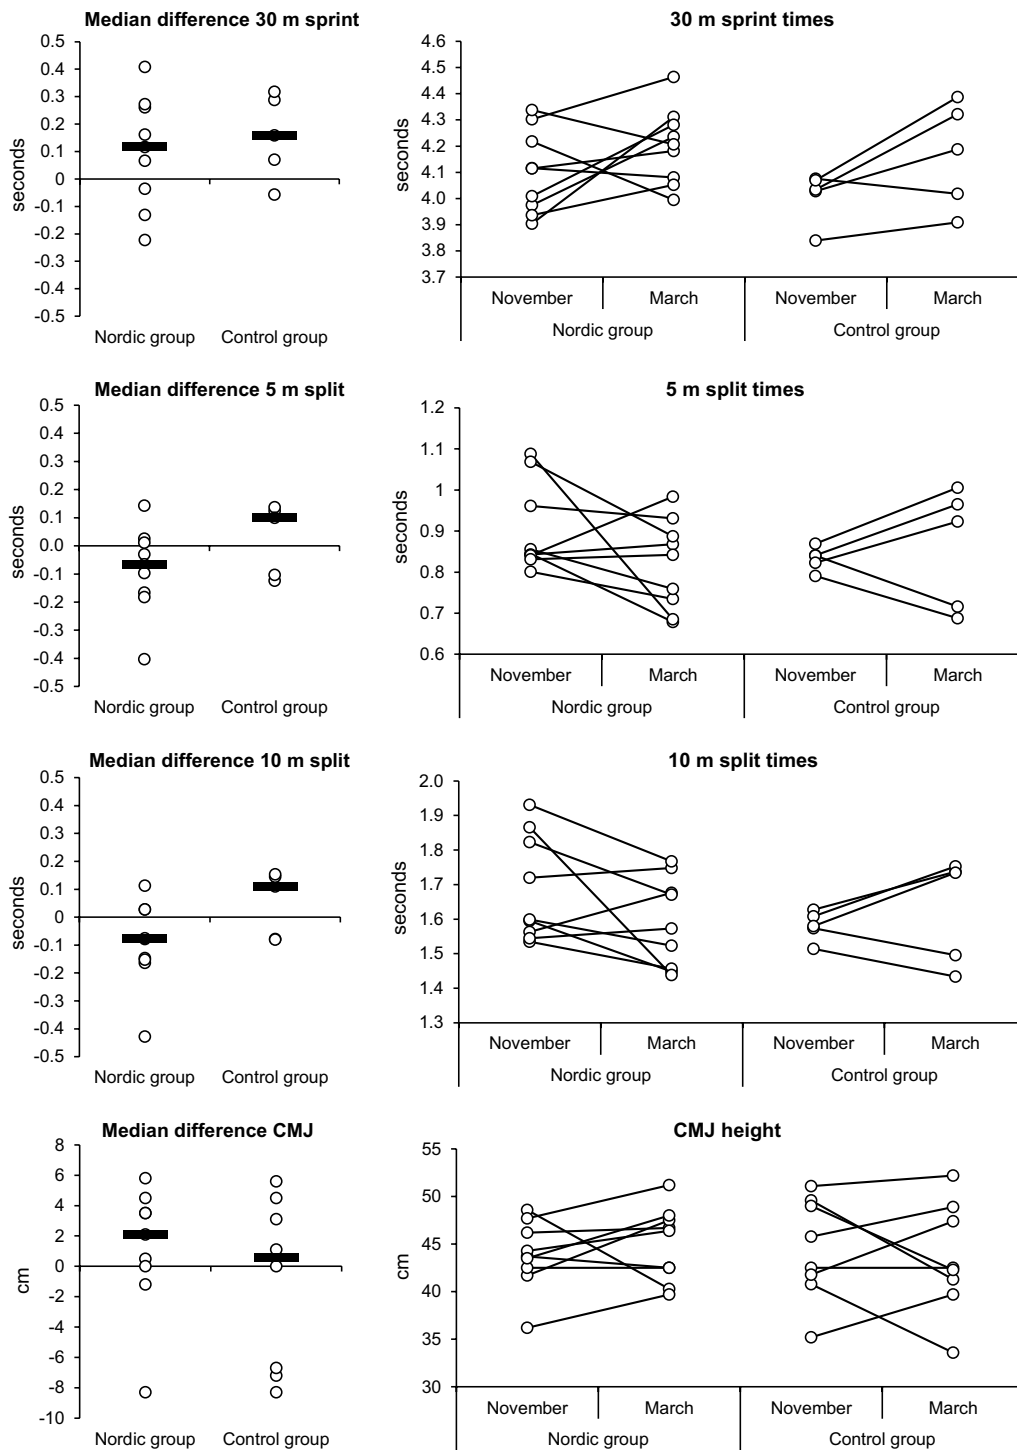 Median difference 30 m sprint
0.5
0.4
0.3
0.2
0.1
0
-0.1
-0.2
-0.3
-0.4
-0.5
seconds
Nordic group Control group
30 m sprint times
4.6
4.5
4.4
4.3
4.2
4.1
4.0
3.9
3.8
3.7
seconds
November March November March
Nordic group Control group
Median difference 5 m split
0.5
0.4
0.3
0.2
0.1
0.0
-0.1
-0.2
-0.3
-0.4
-0.5
seconds
Nordic group Control group
5 m split times
1.2
1.1
1
0.9
0.8
0.7
0.6
seconds
November March November March
Nordic group Control group
Median difference 10 m split
0.5
0.4
0.3
0.2
0.1
0
-0.1
-0.2
-0.3
-0.4
-0.5
seconds
Nordic group Control group
10 m split times
2.0
1.9
1.8
1.7
1.6
1.5
1.4
1.3
seconds
November March November March
Nordic group Control group
Median difference CMJ
8
6
4
2
0
-2
-4
-6
-8
-10
cm
Nordic group Control group
CMJ height
55
50
45
40
35
30
cm
November March November March
Nordic group Control group